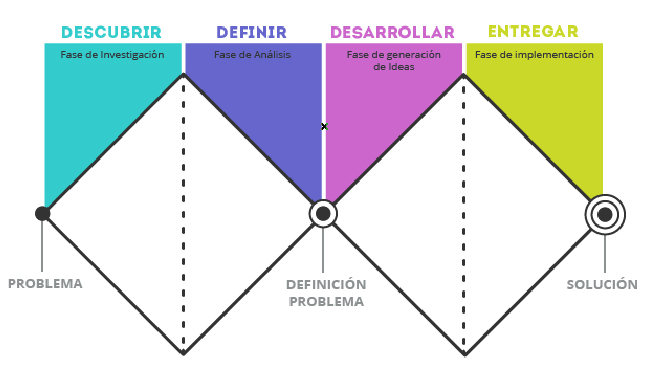 DESCUBRIR
DEFINIR
DESARROLLAR
ENTREGAR
Fase de Investigación
Fase de Análisis
Fase de generación
de Ideas
Fase de implementación
x
PROBLEMA
DEFINICIÓN
PROBLEMA
SOLUCIÓN